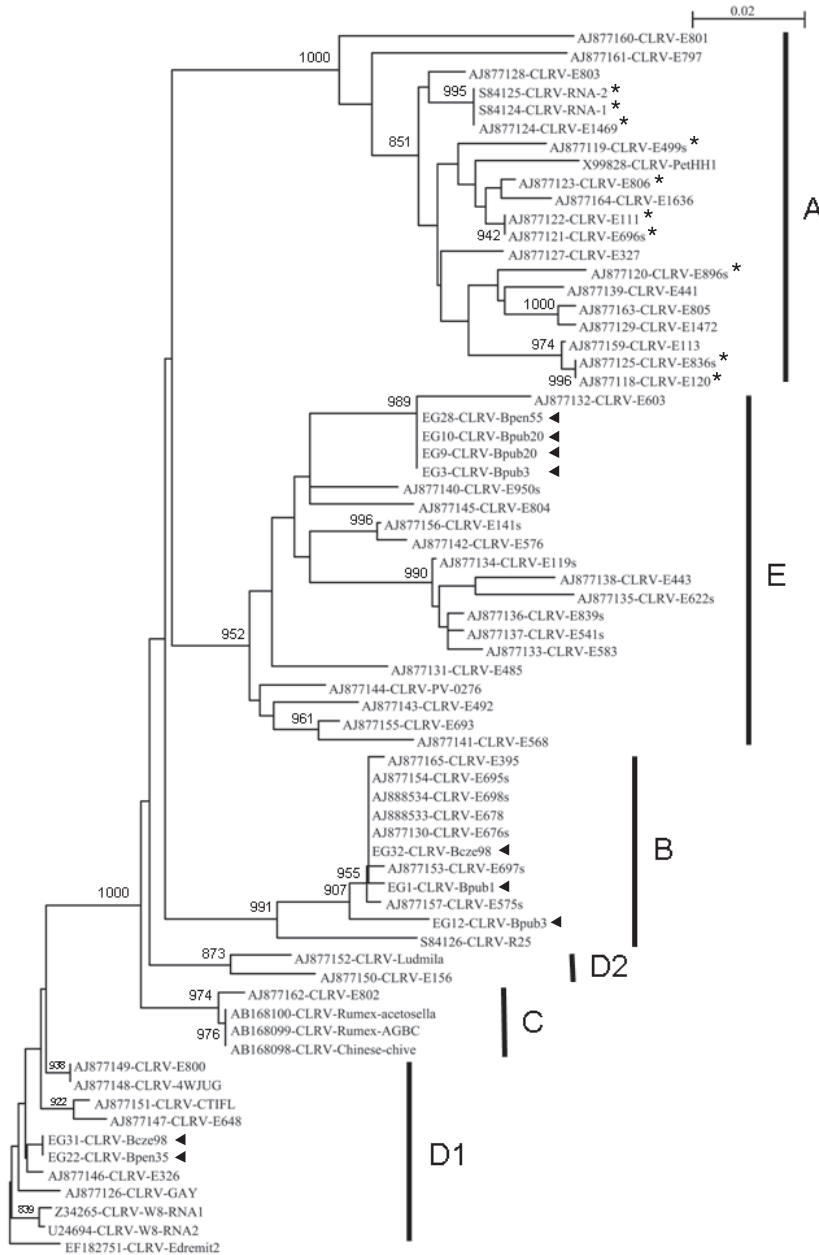 0.02
1000
AJ877160-CLRV-E801
AJ877161-CLRV-E797
AJ877128-CLRV-E803
995
S84125-CLRV-RNA-2 *
S84124-CLRV-RNA-1 *
AJ877124-CLRV-E1469 *
851
AJ877119-CLRV-E499s *
X99828-CLRV-PetHH1
AJ877123-CLRV-E806 *
AJ877164-CLRV-E1636
AJ877122-CLRV-E111 *
942
AJ877121-CLRV-E696s *
A
AJ877127-CLRV-E327
AJ877120-CLRV-E896s *
AJ877139-CLRV-E441
1000
AJ877163-CLRV-E805
AJ877129-CLRV-E1472
974
AJ877159-CLRV-E113
AJ877125-CLRV-E836s *
996
AJ877118-CLRV-E120 *
989
AJ877132-CLRV-E603
EG28-CLRV-Bpen55 ◄
EG10-CLRV-Bpub20 ◄
EG9-CLRV-Bpub20 ◄
EG3-CLRV-Bpub3 ◄
AJ877140-CLRV-E950s
AJ877145-CLRV-E804
996
AJ877156-CLRV-E141s
AJ877142-CLRV-E576
AJ877134-CLRV-E119s
990
AJ877138-CLRV-E443
E
AJ877135-CLRV-E622s
AJ877136-CLRV-E839s
AJ877137-CLRV-E541s
952
AJ877133-CLRV-E583
AJ877131-CLRV-E485
AJ877144-CLRV-PV-0276
AJ877143-CLRV-E492
961
AJ877155-CLRV-E693
AJ877141-CLRV-E568
AJ877165-CLRV-E395
AJ877154-CLRV-E695s
AJ888534-CLRV-E698s
AJ888533-CLRV-E678
AJ877130-CLRV-E676s
B
EG32-CLRV-Bcze98 ◄
955
AJ877153-CLRV-E697s
907
EG1-CLRV-Bpub1 ◄
1000
AJ877157-CLRV-E575s
991
EG12-CLRV-Bpub3 ◄
S84126-CLRV-R25
873
AJ877152-CLRV-Ludmila
D2
AJ877150-CLRV-E156
974
AJ877162-CLRV-E802
AB168100-CLRV-Rumex-acetosella
C
976
AB168099-CLRV-Rumex-AGBC
AB168098-CLRV-Chinese-chive
938
AJ877149-CLRV-E800
AJ877148-CLRV-4WJUG
922
AJ877151-CLRV-CTIFL
AJ877147-CLRV-E648
EG31-CLRV-Bcze98 ◄
EG22-CLRV-Bpen35 ◄
D1
AJ877146-CLRV-E326
AJ877126-CLRV-GAY
839
Z34265-CLRV-W8-RNA1
U24694-CLRV-W8-RNA2
EF182751-CLRV-Edremit2